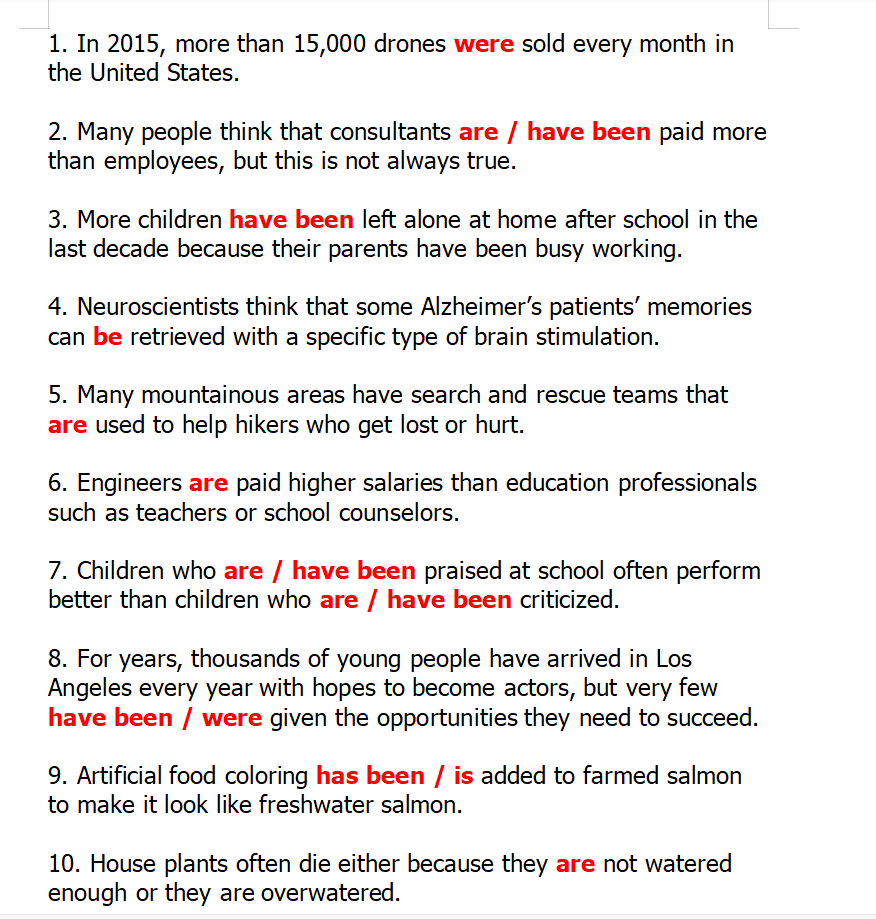 1. In 2015, more than 15,000 drones were sold every month in
the United States.
2. Many people think that consultants are / have been paid more
than employees, but this is not always true.
3. More children have been left alone at home after school in the
last decade because their parents have been busy working.
4. Neuroscientists think that some Alzheimer’s patients’ memories
can be retrieved with a specific type of brain stimulation.
5. Many mountainous areas have search and rescue teams that
are used to help hikers who get lost or hurt.
6. Engineers are paid higher salaries than education professionals
such as teachers or school counselors.
7. Children who are / have been praised at school often perform
better than children who are / have been criticized.
8. For years, thousands of young people have arrived in Los
Angeles every year with hopes to become actors, but very few
have been / were given the opportunities they need to succeed.
9. Artificial food coloring has been / is added to farmed salmon
to make it look like freshwater salmon.
10. House plants often die either because they are not watered
enough or they are overwatered.